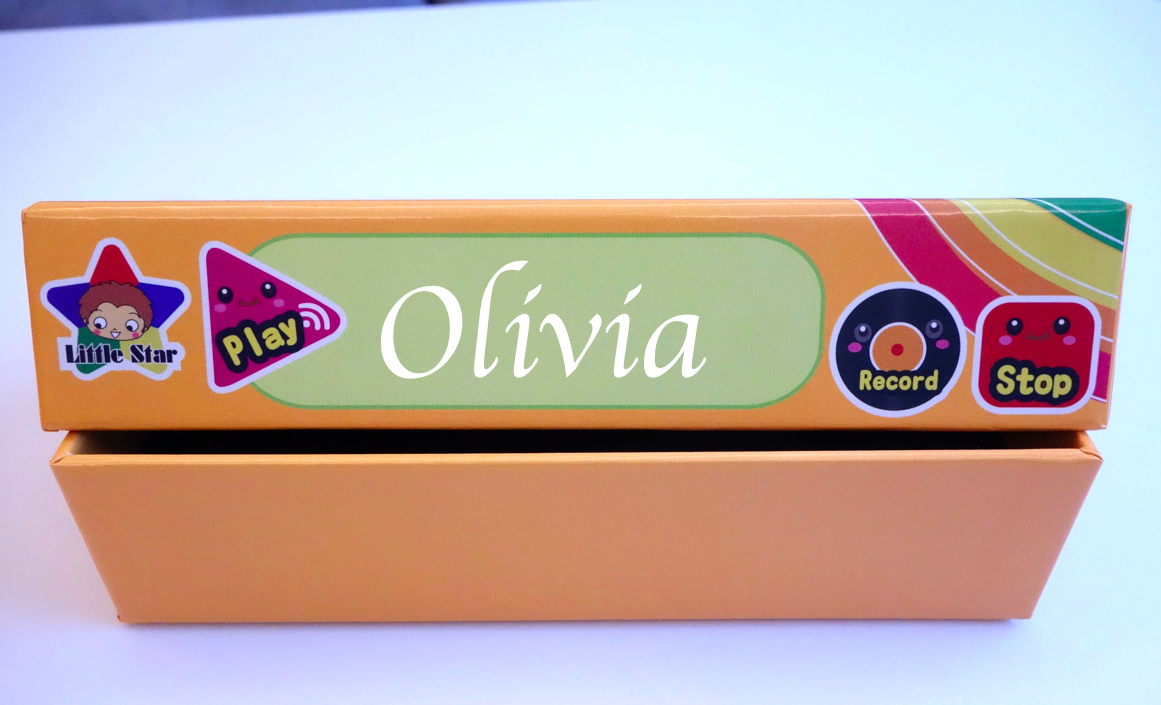 Little Star
Play
Olivia
Record
Stop